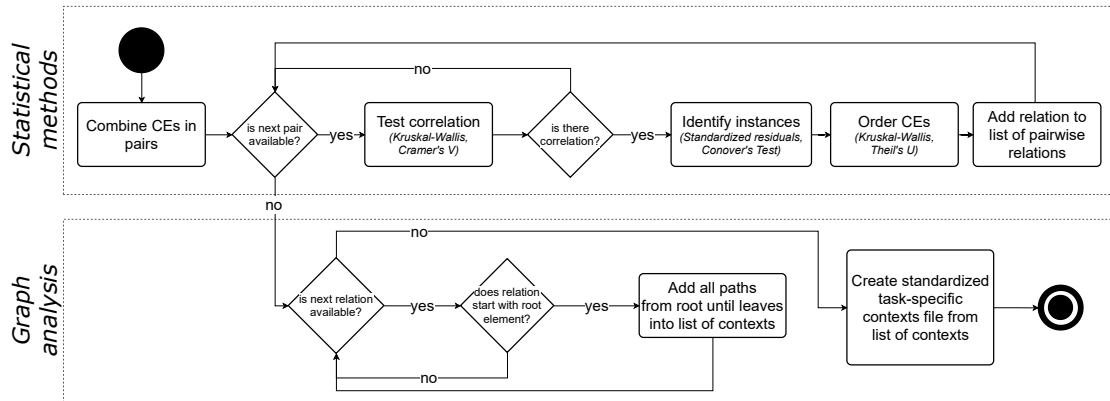 Statistical
methods
Combine CEs in
pairs
is next pair
available?
yes
Test correlation
(Kruskal-Wallis,
Cramer's V)
no
is there
correlation?
yes
Identify instances
(Standardized residuals,
Conover's Test)
Order CEs
(Kruskal-Wallis,
Theil's U)
Add relation to
list of pairwise
relations
no
Graph
analysis
is next relation
available?
no
yes
does relation
start with root
element?
no
yes
Add all paths
from root until leaves
into list of contexts
Create standardized
task-specific
contexts file from
list of contexts